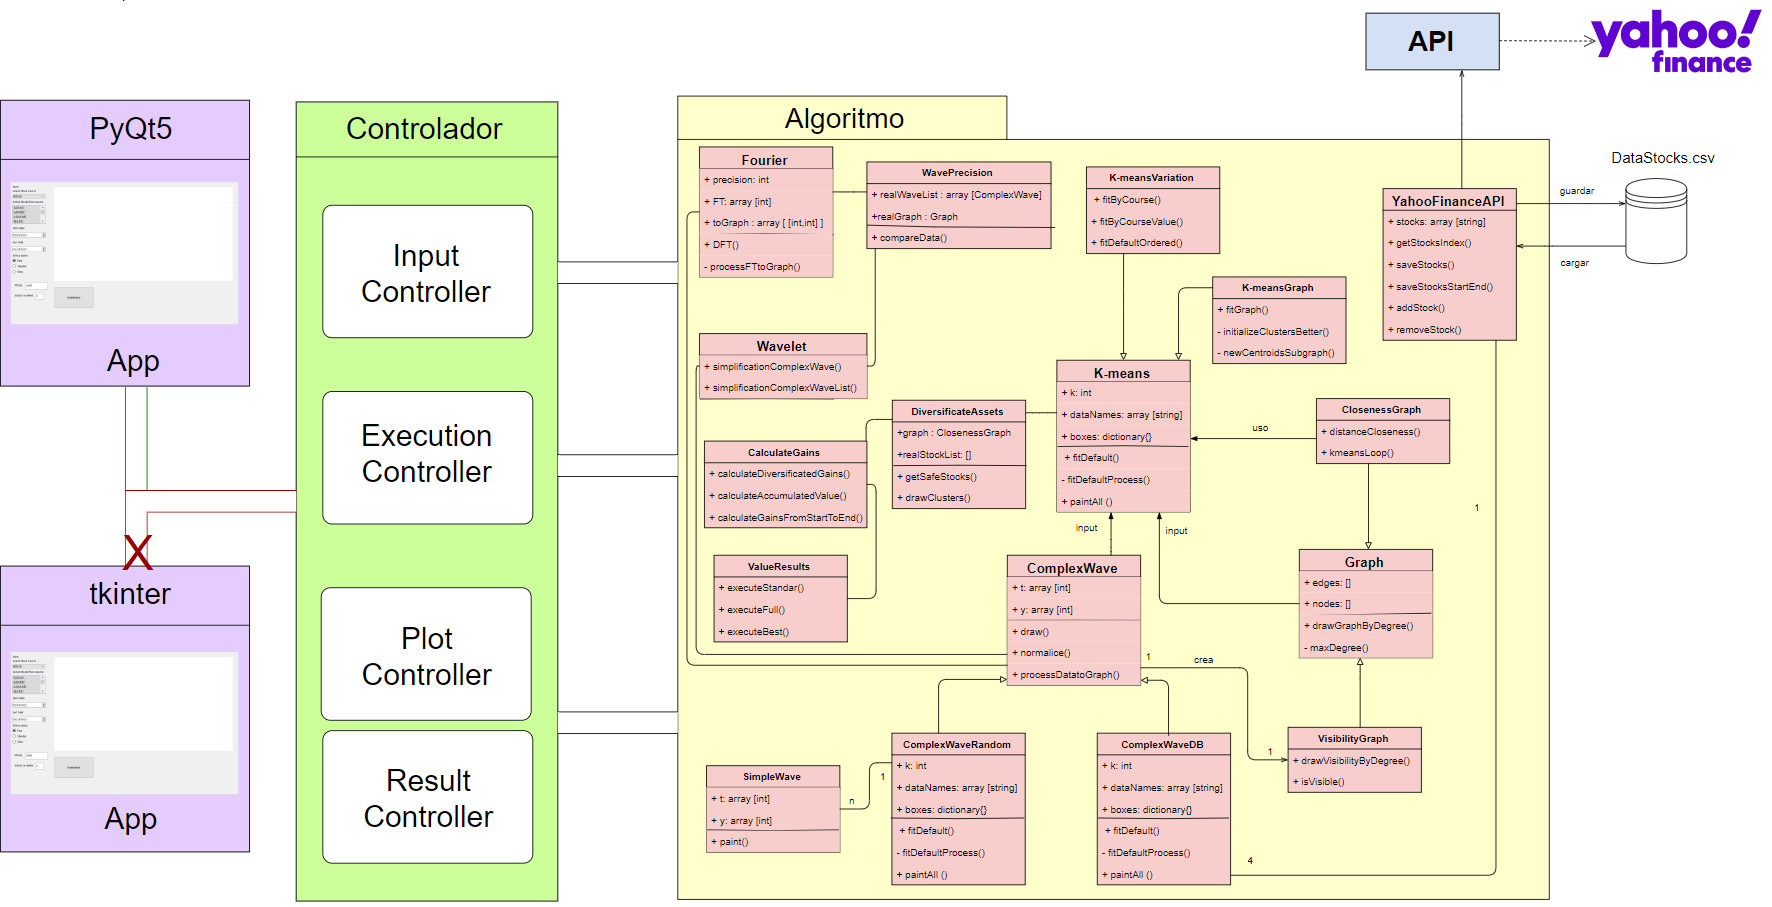 API
yahoo!
finance
PyQt5
App
tkinter
App
X
Controlador
Input
Controller
Execution
Controller
Plot
Controller
Result
Controller
Algoritmo
Fourier
+ precision: int
+ FT: array [int]
+ toGraph : array [ [int,int] ]
+ DFT()
- processFTtoGraph()
WavePrecision
+ realWaveList : array [ComplexWave]
+realGraph : Graph
+ compareData()
K-meansVariation
+ fitByCourse()
+ fitByCourseValue()
+ fitDefaultOrdered()
K-meansGraph
+ fitGraph()
- initializeClustersBetter()
- newCentroidsSubgraph()
YahooFinanceAPI
+ stocks: array [string]
+ getStocksIndex()
+ saveStocks()
+ saveStocksStartEnd()
+ addStock()
+ removeStock()
guardar
cargar
DataStocks.csv
Wavelet
+ simplificationComplexWave()
+ simplificationComplexWaveList()
K-means
+ k: int
+ dataNames: array [string]
+ boxes: dictionary{}
+ fitDefault()
- fitDefaultProcess()
+ paintAll ()
DiversificateAssets
+graph : ClosenessGraph
+realStockList: []
+ getSafeStocks()
+ drawClusters()
ClosenessGraph
+ distanceCloseness()
+ kmeansLoop()
uso
CalculateGains
+ calculateDiversificatedGains()
+ calculateAccumulatedValue()
+ calculateGainsFromStartToEnd()
1
input
input
ValueResults
+ executeStandar()
+ executeFull()
+ executeBest()
ComplexWave
+ t: array [int]
+ y: array [int]
+ draw()
+ normalice()
+ processDatatoGraph()
Graph
+ edges: []
+ nodes: []
+ drawGraphByDegree()
- maxDegree()
1
crea
1
VisibilityGraph
+ drawVisibilityByDegree()
+ isVisible()
SimpleWave
+ t: array [int]
+ y: array [int]
+ paint()
n
1
ComplexWaveRandom
+ k: int
+ dataNames: array [string]
+ boxes: dictionary{}
+ fitDefault()
- fitDefaultProcess()
+ paintAll ()
ComplexWaveDB
+ k: int
+ dataNames: array [string]
+ boxes: dictionary{}
+ fitDefault()
- fitDefaultProcess()
+ paintAll ()
4